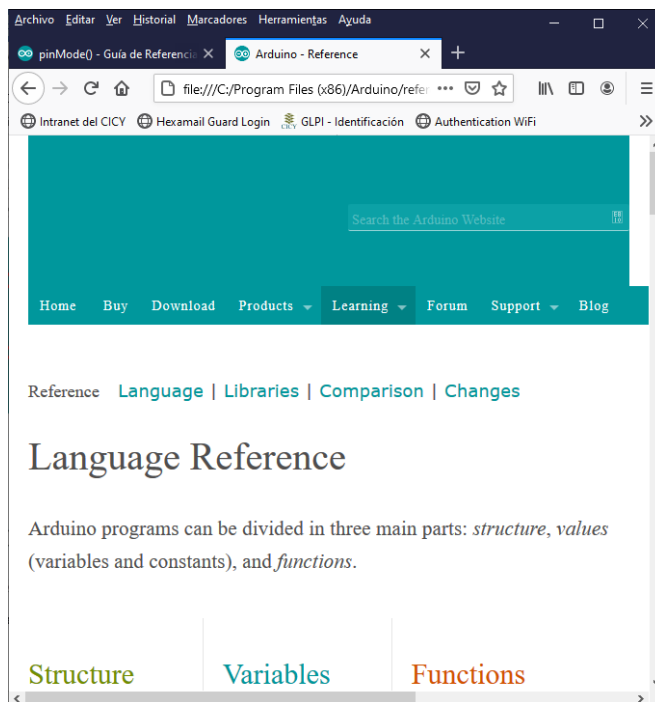 Archivo Editar Ver Historial Marcadores Herramientas Ayuda
pinMode() - Guía de Referencia Arduino - Reference
file:///C:/Program Files (x86)/Arduino/refer
Intranet del CICY Hexamail Guard Login GLPI - Identificación Authentication WiFi
Search the Arduino Website
Home Buy Download Products Learning Forum Support Blog
Reference Language | Libraries | Comparison | Changes
Language Reference
Arduino programs can be divided in three main parts: structure, values
(variables and constants), and functions.
Structure Variables Functions